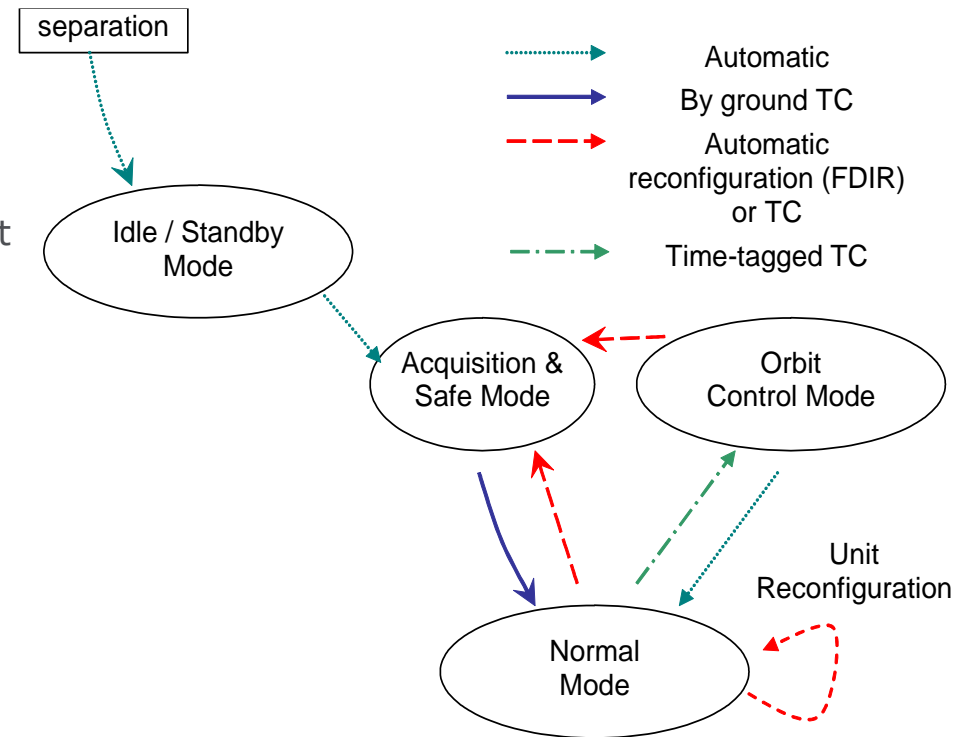 separation
Automatic
By ground TC
Automatic
reconfiguration (FDIR)
or TC
Time-tagged TC
t
Idle / Standby
Mode
Acquisition &
Safe Mode
Orbit
Control Mode
Unit
Reconfiguration
Normal
Mode